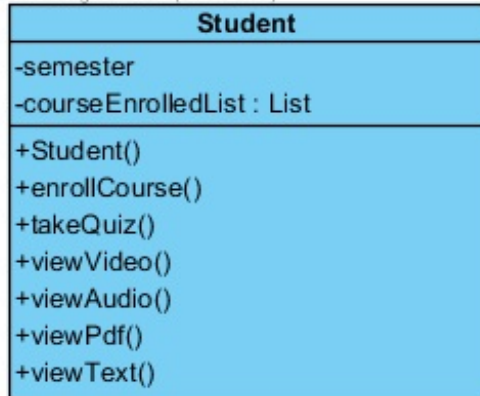 Student
-semester
-courseEnrolledList : List
+Student()
+enrollCourse()
+takeQuiz()
+viewVideo()
+viewAudio()
+viewPdf()
+viewText()